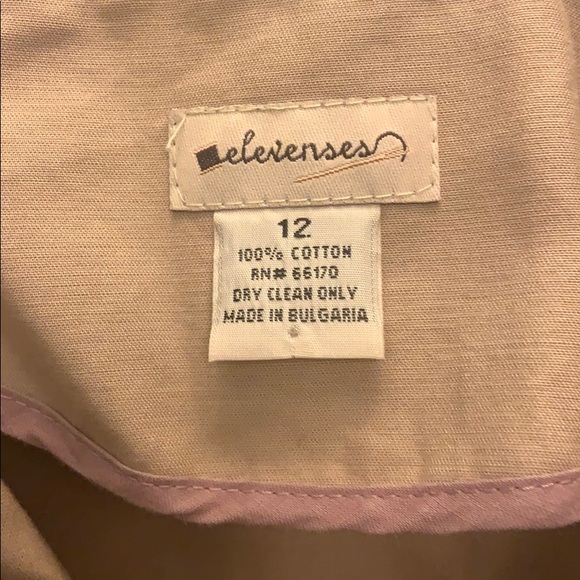 elevenses
12
100% COTTON
RN# 66170
DRY CLEAN ONLY
MADE IN BULGARIA